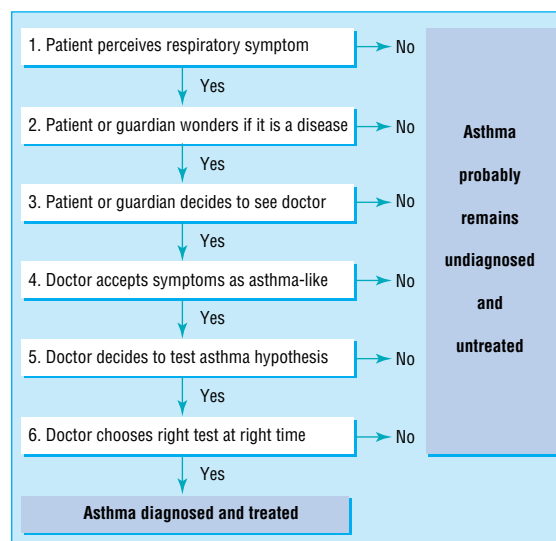 1. Patient perceives respiratory symptom
No
Yes
2. Patient or guardian wonders if it is a disease
No
Yes
3. Patient or guardian decides to see doctor
No
Yes
4. Doctor accepts symptoms as asthma-like
No
Yes
5. Doctor decides to test asthma hypothesis
No
Yes
6. Doctor chooses right test at right time
No
Yes
Asthma diagnosed and treated
Asthma
probably
remains
undiagnosed
and
untreated